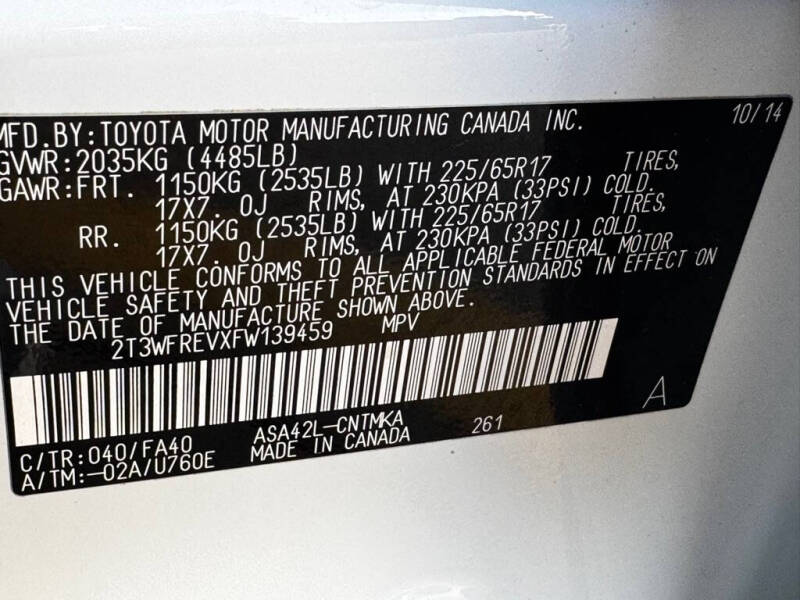 MFD.BY:TOYOTA MOTOR MANUFACTURING CANADA INC. 10/14
GVWR:2035KG (4485LB)
GAWR:FRT. 1150KG (2535LB) WITH 225/65R17 TIRES,
17X7.0J RIMS, AT 230KPA (33PSI) COLD.
RR. 1150KG (2535LB) WITH 225/65R17 TIRES,
17X7.0J RIMS, AT 230KPA (33PSI) COLD.
THIS VEHICLE CONFORMS TO ALL APPLICABLE FEDERAL MOTOR
VEHICLE SAFETY AND THEFT PREVENTION STANDARDS IN EFFECT ON
THE DATE OF MANUFACTURE SHOWN ABOVE.
2T3WFREVXFW139459 MPV
C/TR:040/FA40 ASA42L-CNTMKA 261 A
A/TM:-02A/U760E MADE IN CANADA